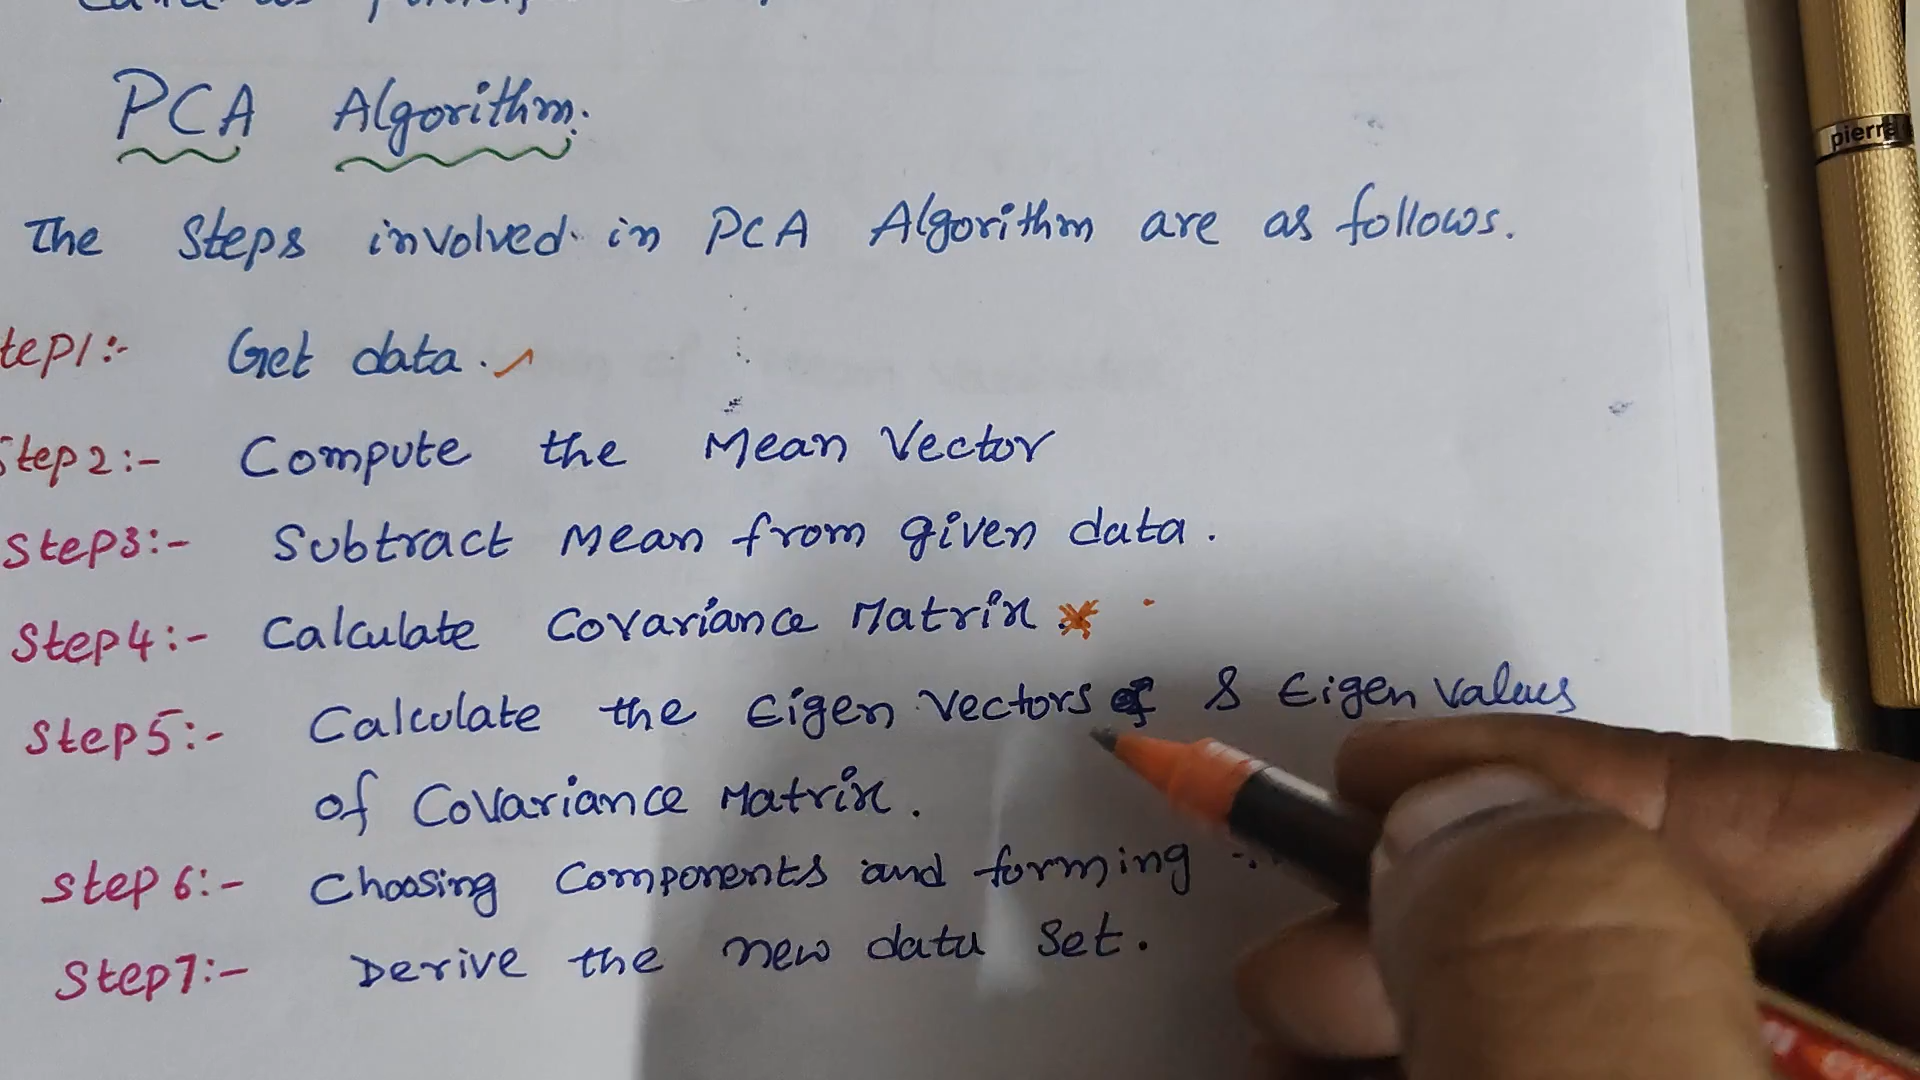 PCA Algorithm.
The Steps involved in PCA Algorithm are as follows.
tep1:- Get data.
Step2:- Compute the Mean Vector
Step3:- Subtract Mean from given data.
Step4:- Calculate Covariance Matrix.
Step5:- Calculate the Eigen Vectors & Eigen Values
of Covariance Matrix.
Step6:- Choosing Components and forming
Step7:- Derive the new data Set.
pierre